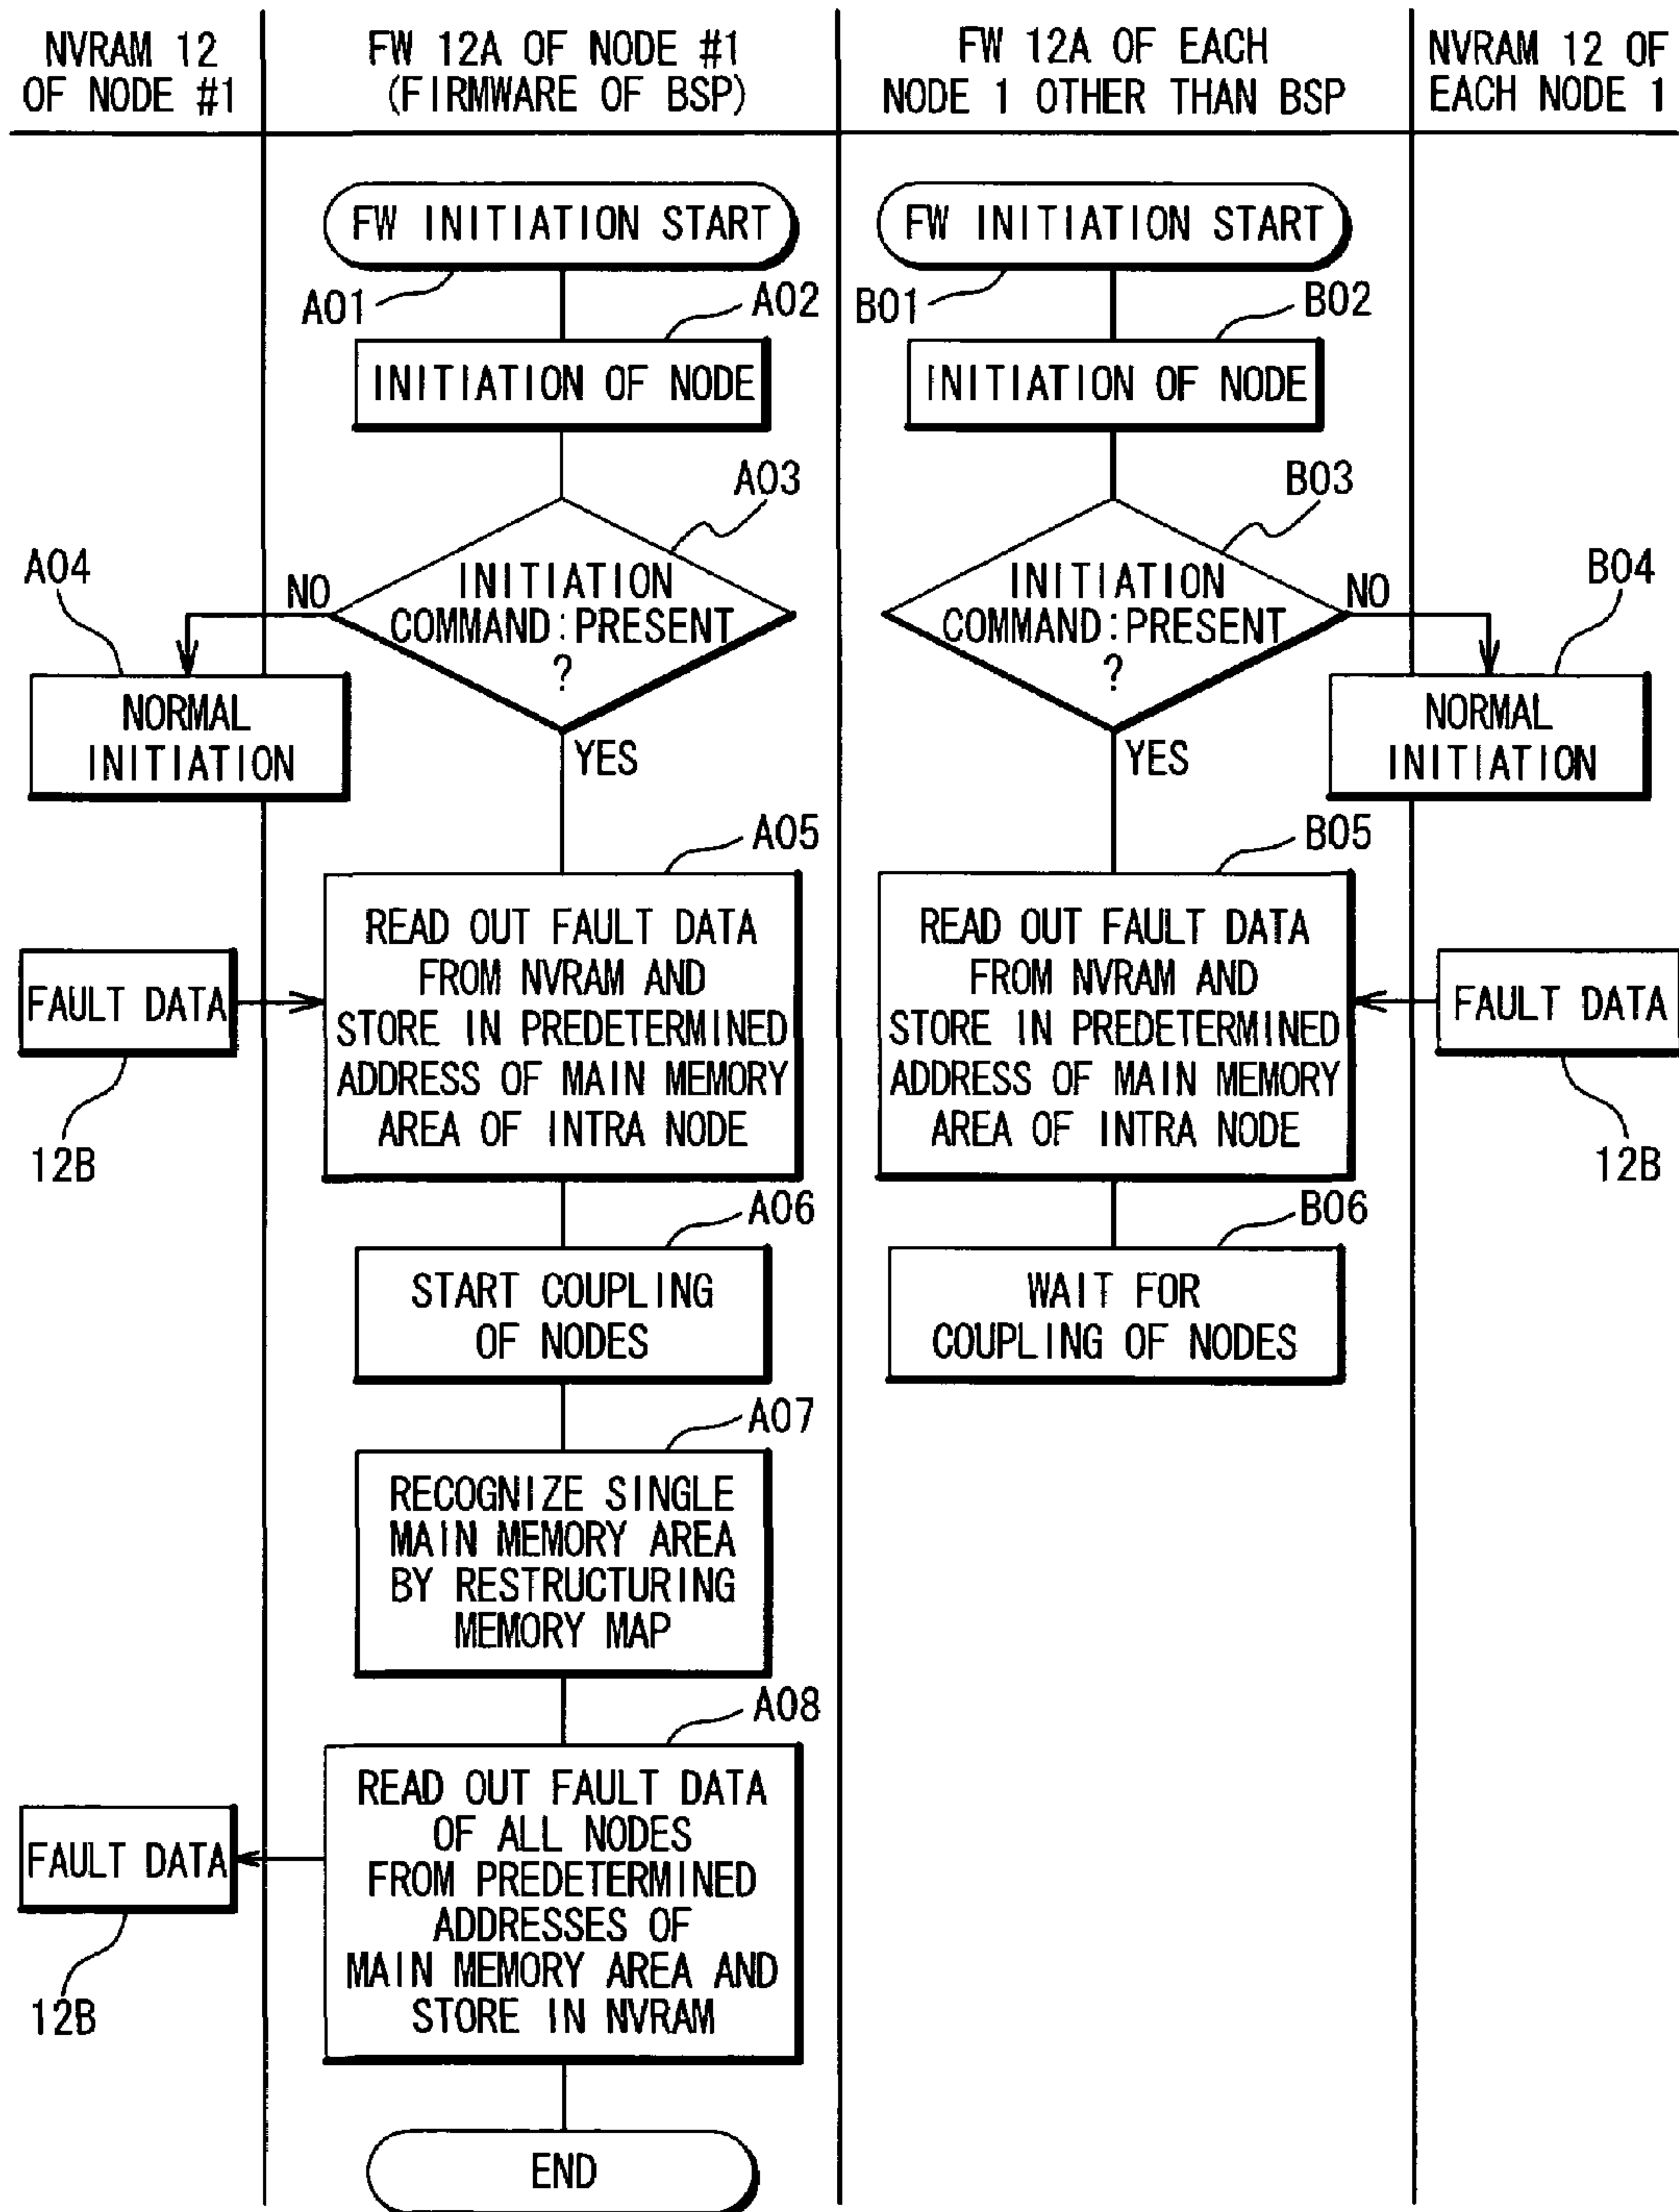 NVRAM 12
OF NODE #1
FW 12A OF NODE #1
(FIRMWARE OF BSP)
FW 12A OF EACH
NODE 1 OTHER THAN BSP
NVRAM 12 OF
EACH NODE 1
FW INITIATION START
FW INITIATION START
A01
A02
B01
B02
INITIATION OF NODE
INITIATION OF NODE
A03
B03
A04
NO
INITIATION
COMMAND:PRESENT
?
YES
INITIATION
COMMAND:PRESENT
?
YES
NO
B04
NORMAL
INITIATION
NORMAL
INITIATION
A05
B05
FAULT DATA
12B
READ OUT FAULT DATA
FROM NVRAM AND
STORE IN PREDETERMINED
ADDRESS OF MAIN MEMORY
AREA OF INTRA NODE
READ OUT FAULT DATA
FROM NVRAM AND
STORE IN PREDETERMINED
ADDRESS OF MAIN MEMORY
AREA OF INTRA NODE
FAULT DATA
12B
A06
B06
START COUPLING
OF NODES
WAIT FOR
COUPLING OF NODES
A07
RECOGNIZE SINGLE
MAIN MEMORY AREA
BY RESTRUCTURING
MEMORY MAP
A08
FAULT DATA
12B
READ OUT FAULT DATA
OF ALL NODES
FROM PREDETERMINED
ADDRESSES OF
MAIN MEMORY AREA AND
STORE IN NVRAM
END